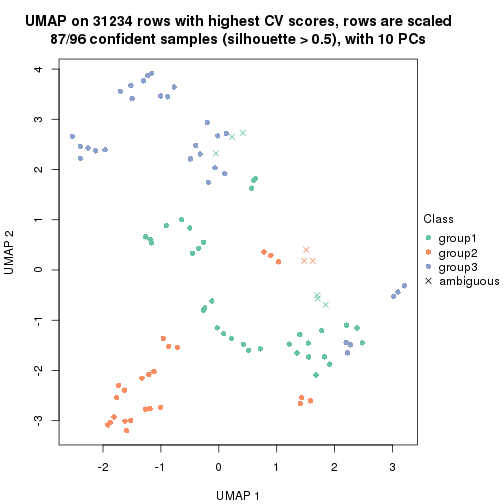 UMAP on 31234 rows with highest CV scores, rows are scaled
87/96 confident samples (silhouette > 0.5), with 10 PCs
4
3
2
1
0
-1
-2
-3
UMAP 2
-2
-1
0
1
2
3
UMAP 1
Class
group1
group2
group3
ambiguous